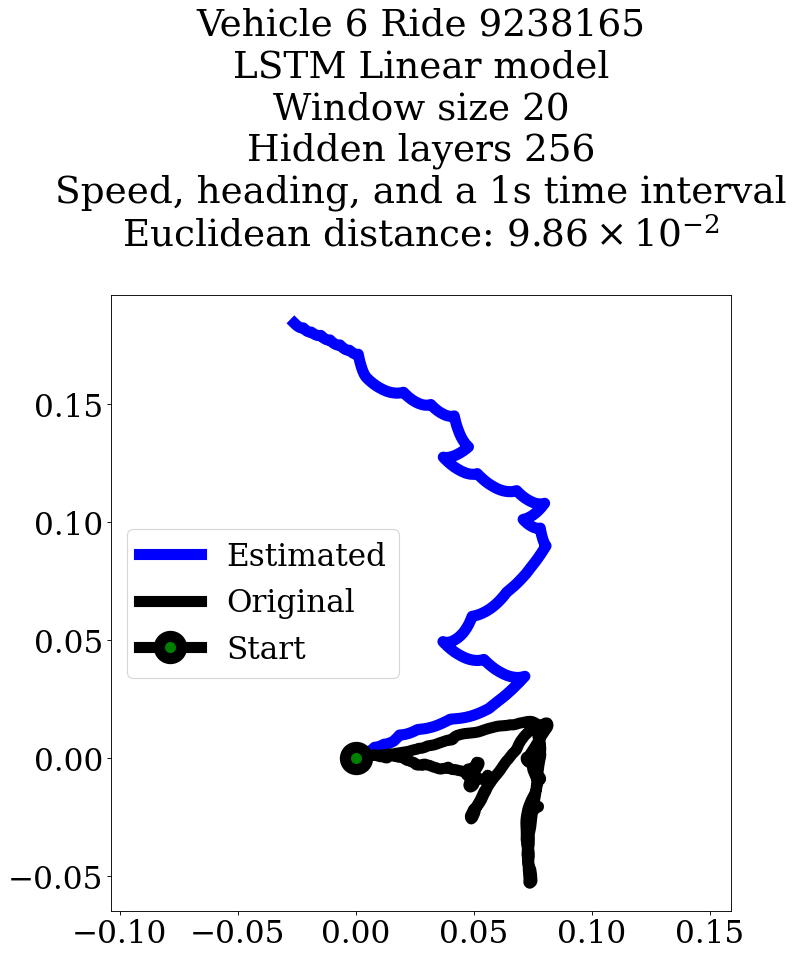 Vehicle 6 Ride 9238165
LSTM Linear model
Window size 20
Hidden layers 256
Speed, heading, and a 1s time interval
Euclidean distance: 9.86 × 10⁻²
0.15
0.10
0.05
0.00
−0.05
Estimated
Original
Start
−0.10 −0.05 0.00 0.05 0.10 0.15